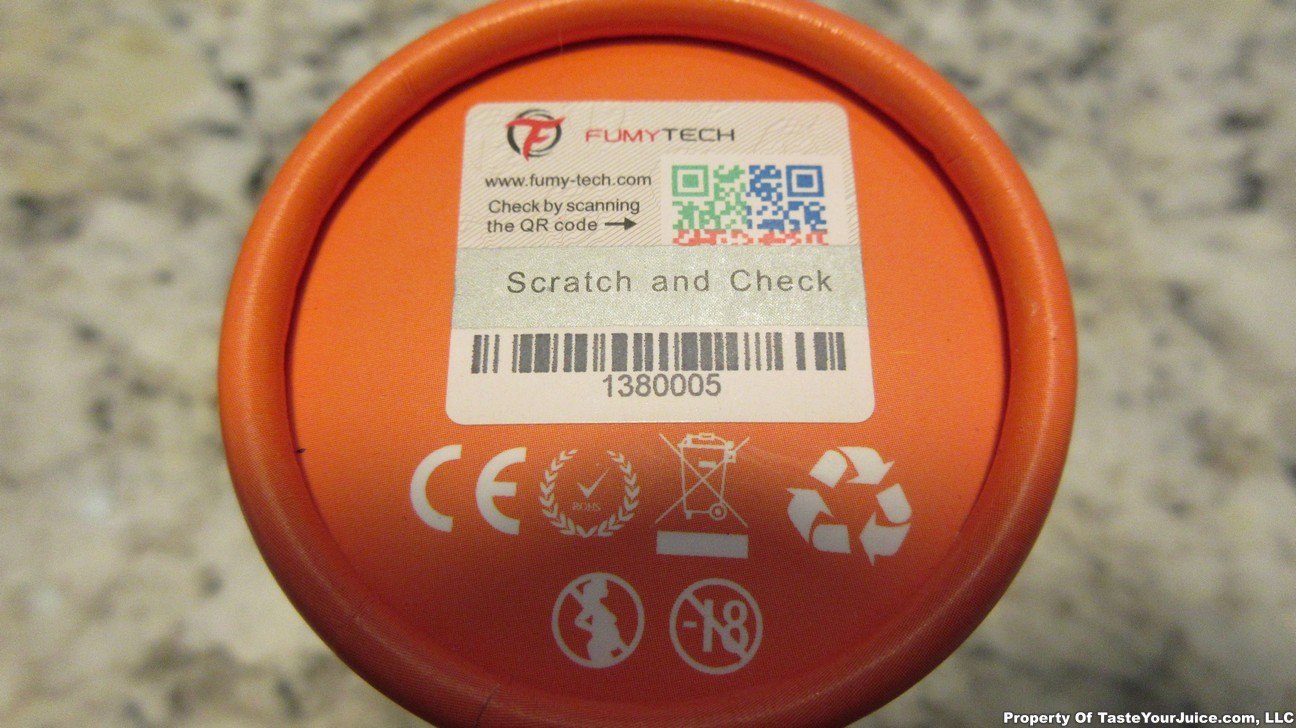 FUMYTECH
www.fumy-tech.com
Check by scanning
the QR code →
Scratch and Check
1380005
CE
ROHS
-18
Property Of TasteYourJuice.com, LLC